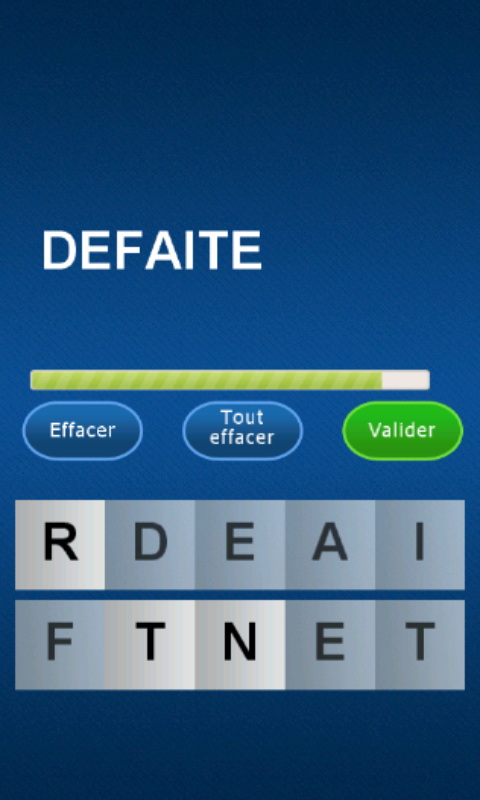 DEFAITE
Effacer
Tout
effacer
Valider
R D E A I
F T N E T